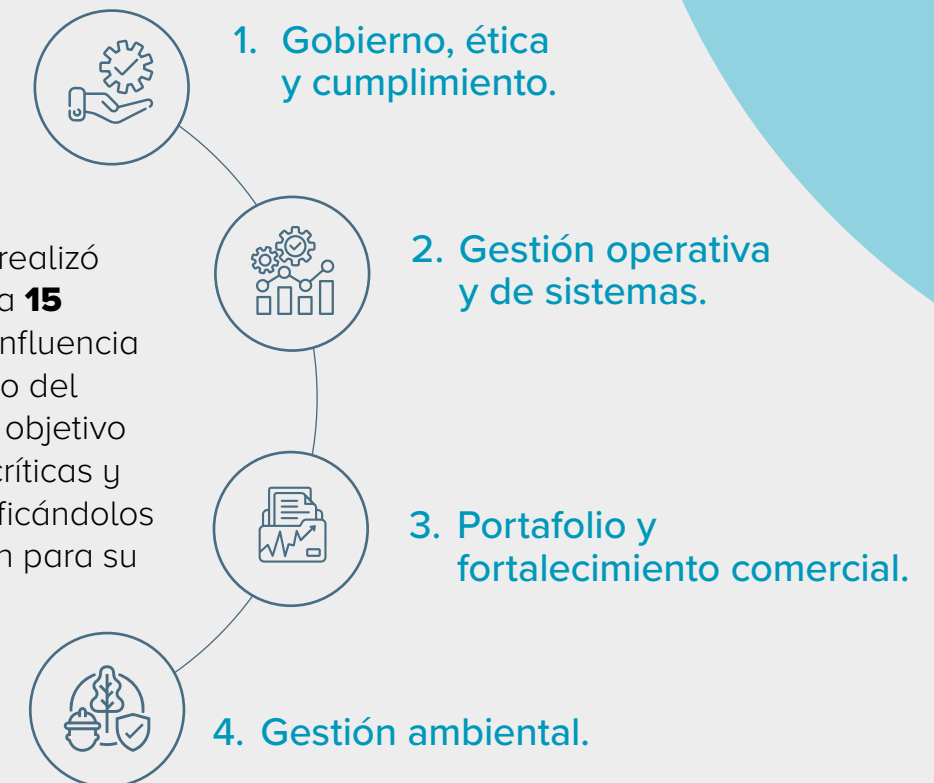 realizó
a 15
nfluencia
o del
objetivo
críticas y
ficándolos
n para su
1. Gobierno, ética
y cumplimiento.
2. Gestión operativa
y de sistemas.
3. Portafolio y
fortalecimiento comercial.
4. Gestión ambiental.